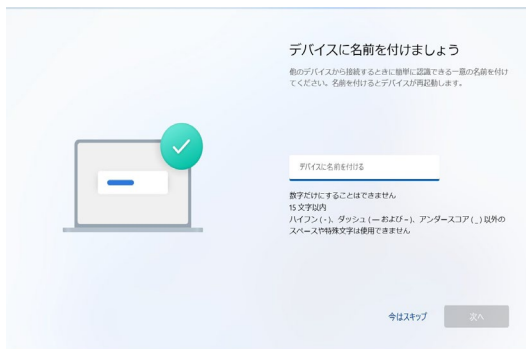 デバイスに名前を付けましょう
他のデバイスから接続するときに簡単に認識できる一意の名前を付け
てください。名前を付けるとデバイスが再起動します。
デバイスに名前を付ける
数字だけにすることはできません
15 文字以内
ハイフン ( - )、ダッシュ ( — および – )、アンダースコア ( _ ) 以外の
スペースや特殊文字は使用できません
今はスキップ
次へ